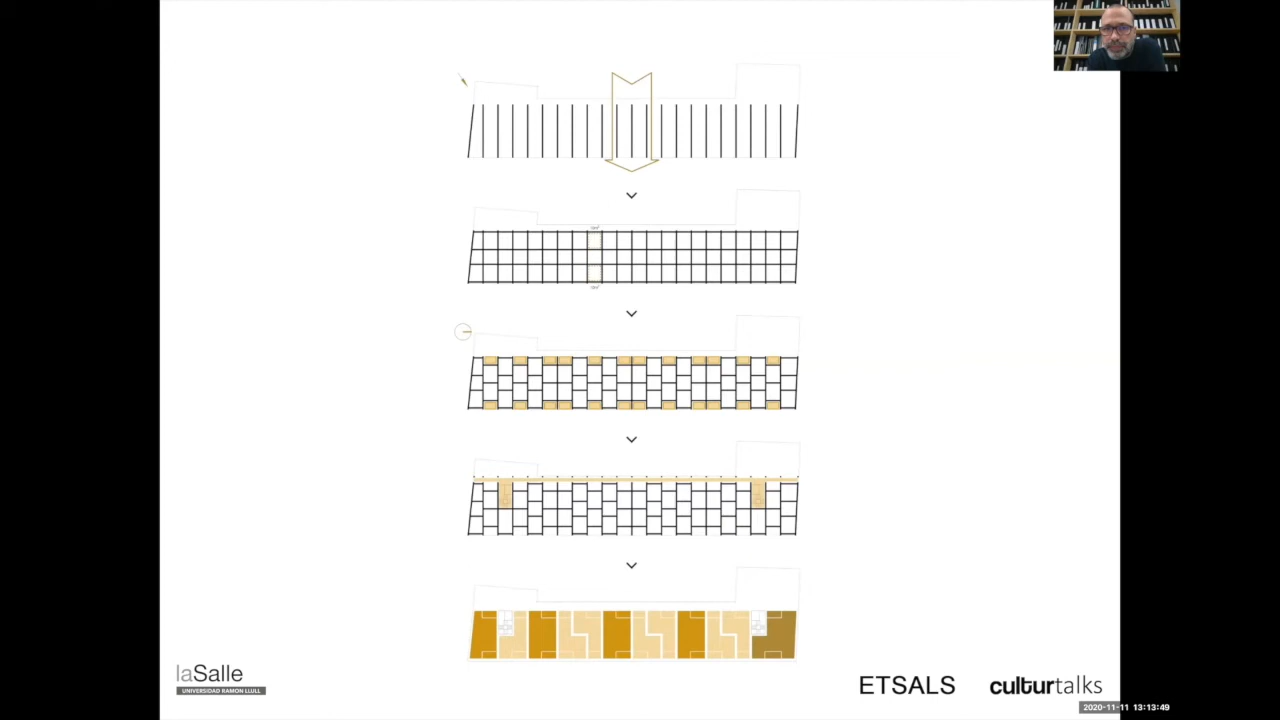 laSalle
UNIVERSIDAD RAMON LLULL
ETSALS
culturtalks
2020-11-11 13:13:49